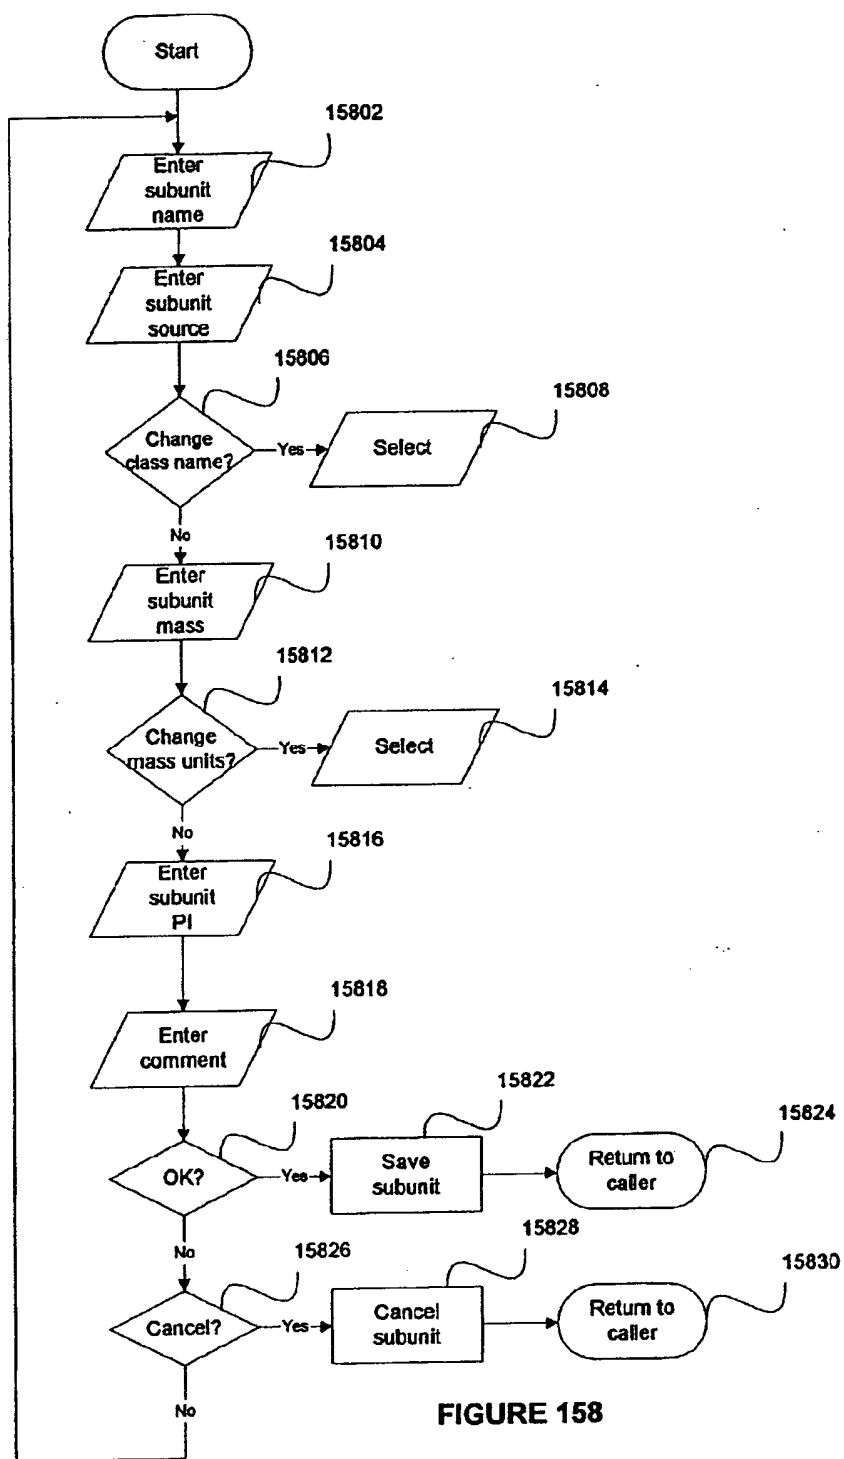 Start
15802
Enter
subunit
name
15804
Enter
subunit
source
15806
Change
class name?
Yes
15808
Select
No
15810
Enter
subunit
mass
15812
Change
mass units?
Yes
15814
Select
No
15816
Enter
subunit
PI
15818
Enter
comment
15820
OK?
Yes
15822
Save
subunit
15824
Return to
caller
No
15826
Cancel?
Yes
15828
Cancel
subunit
15830
Return to
caller
No
FIGURE 158